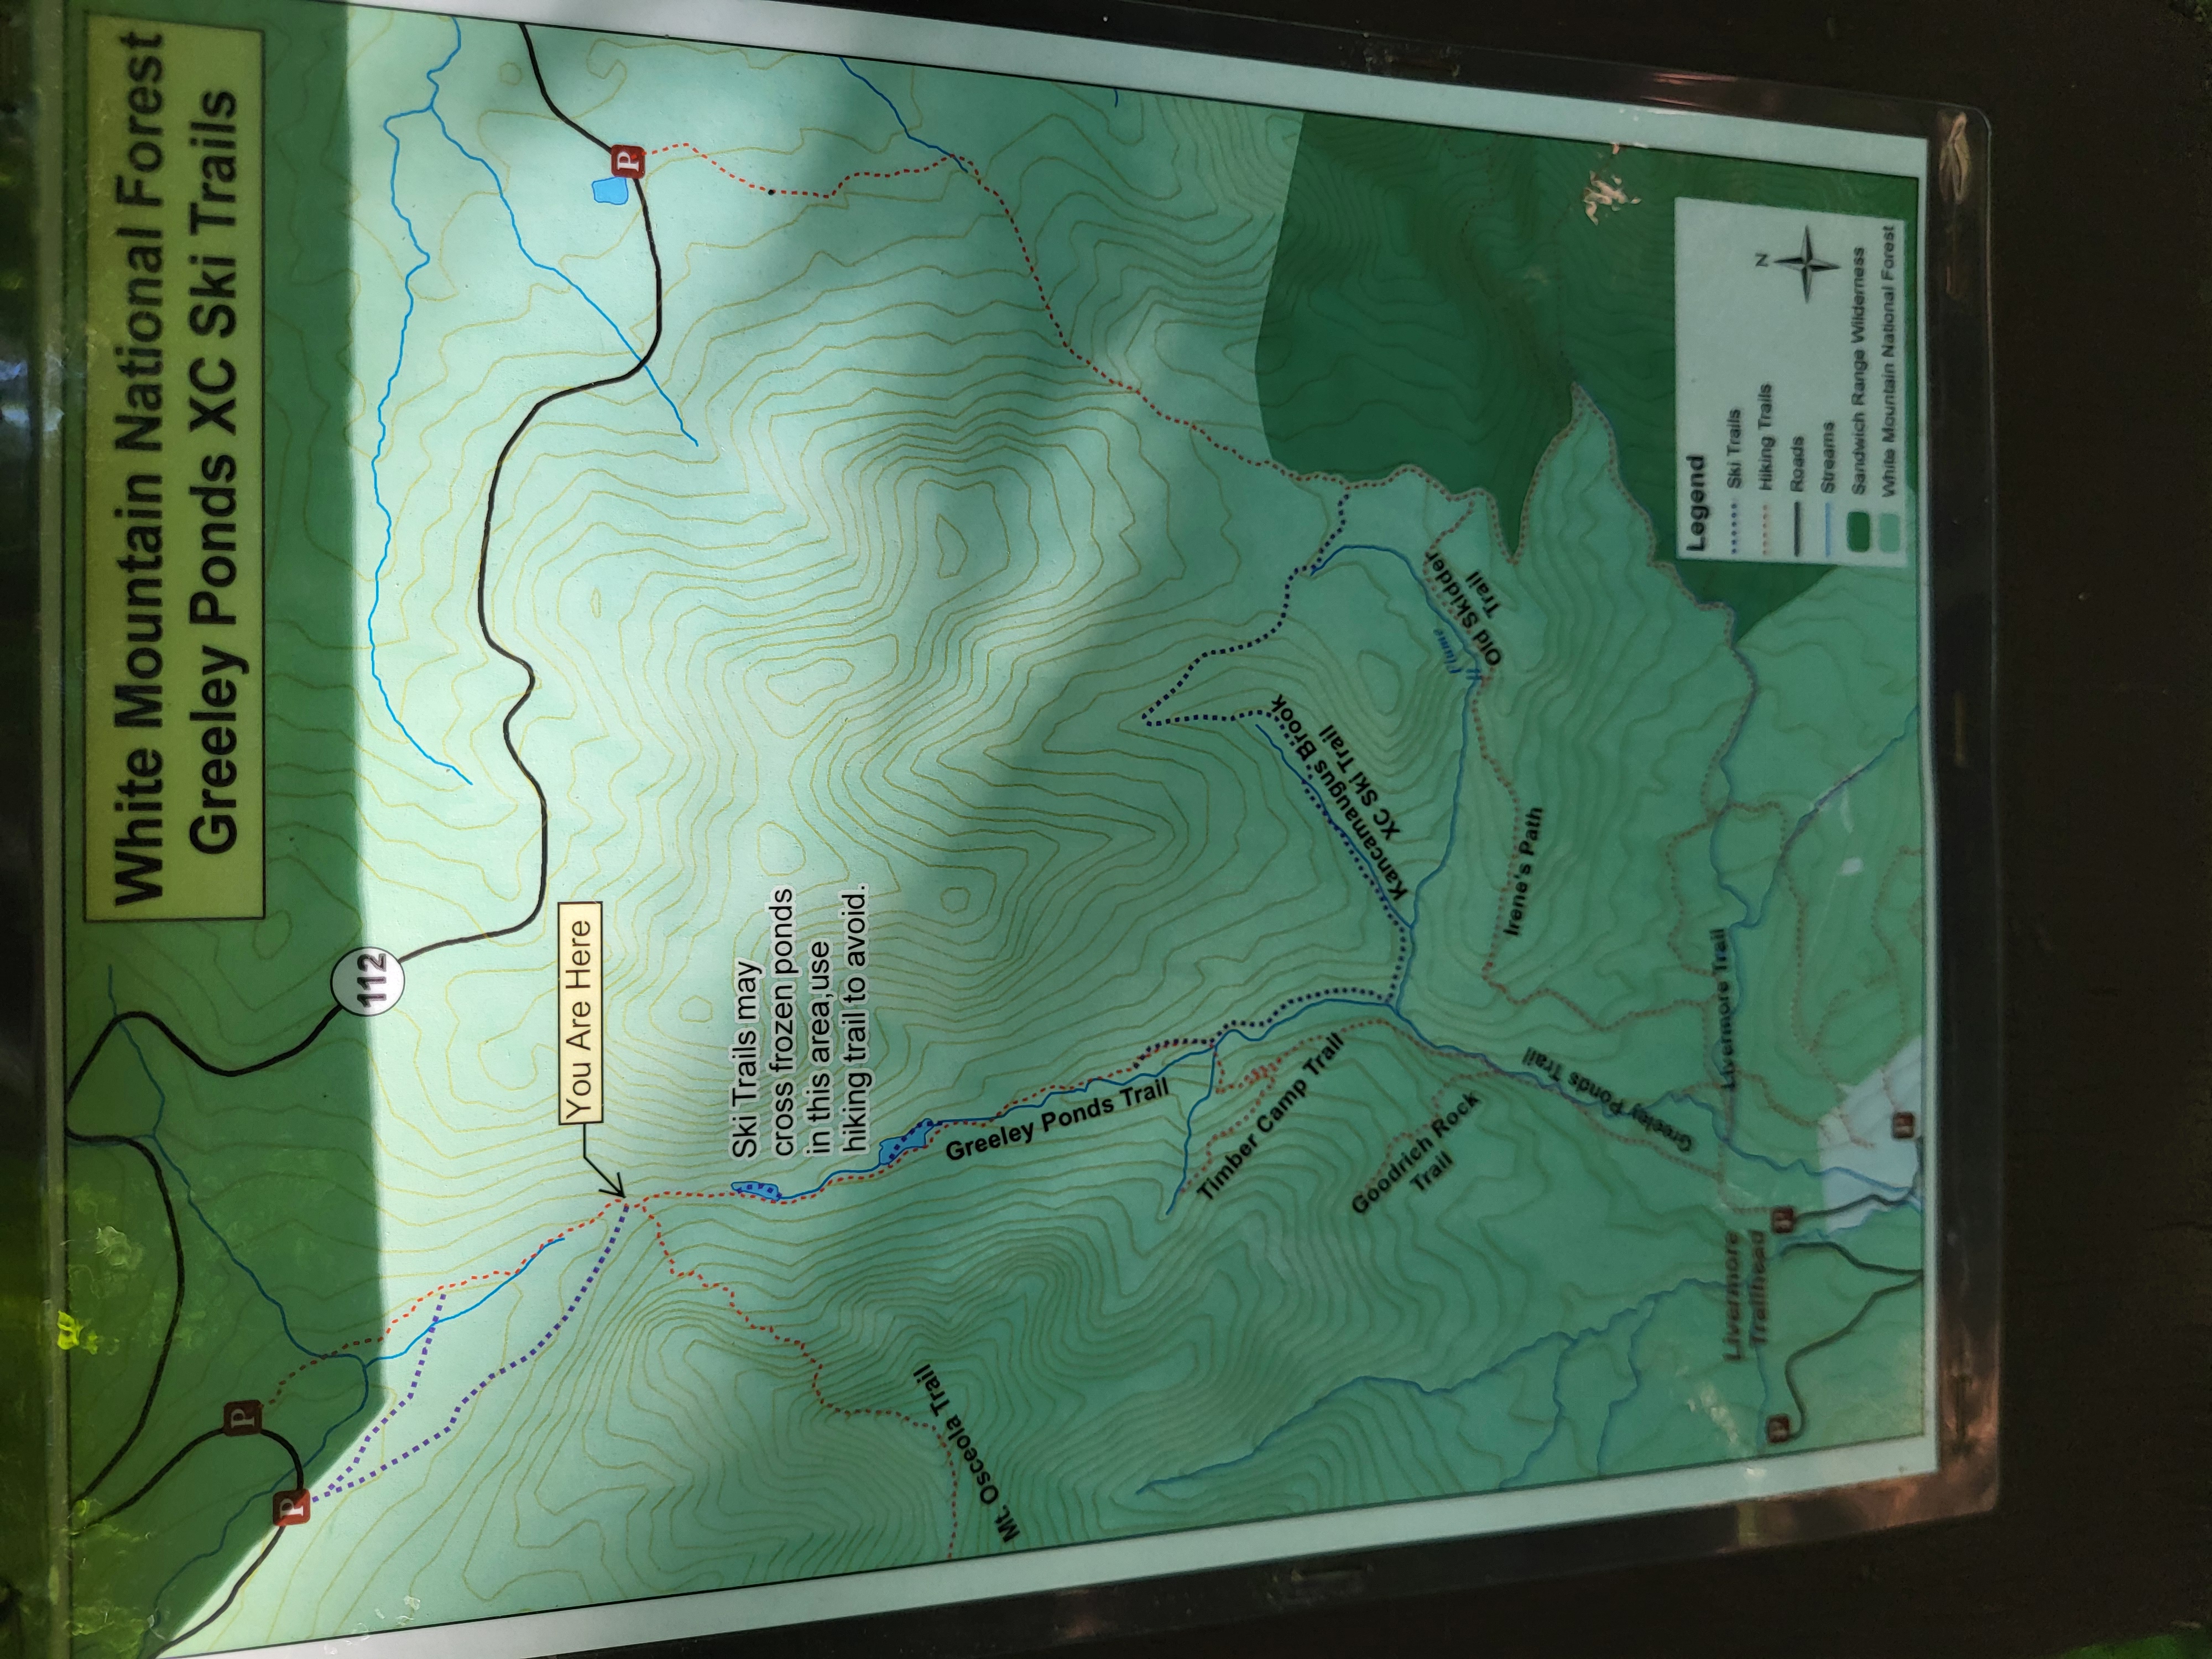 White Mountain National Forest
Greeley Ponds XC Ski Trails
P
P
112
You Are Here
P
Ski Trails may
cross frozen ponds
in this area,use
hiking trail to avoid.
Mt. Osceola Trail
Greeley Ponds Trail
Timber Camp Trail
Kancamaugus Brook
XC Ski Trail
Goodrich Rock
Trail
Flume
Old Skidder
Trail
Irene's Path
Greeley Ponds Trail
Livermore Trail
Livermore
Trailhead
P
P
P
Legend
Ski Trails
Hiking Trails
Roads
Streams
Sandwich Range Wilderness
White Mountain National Forest
N